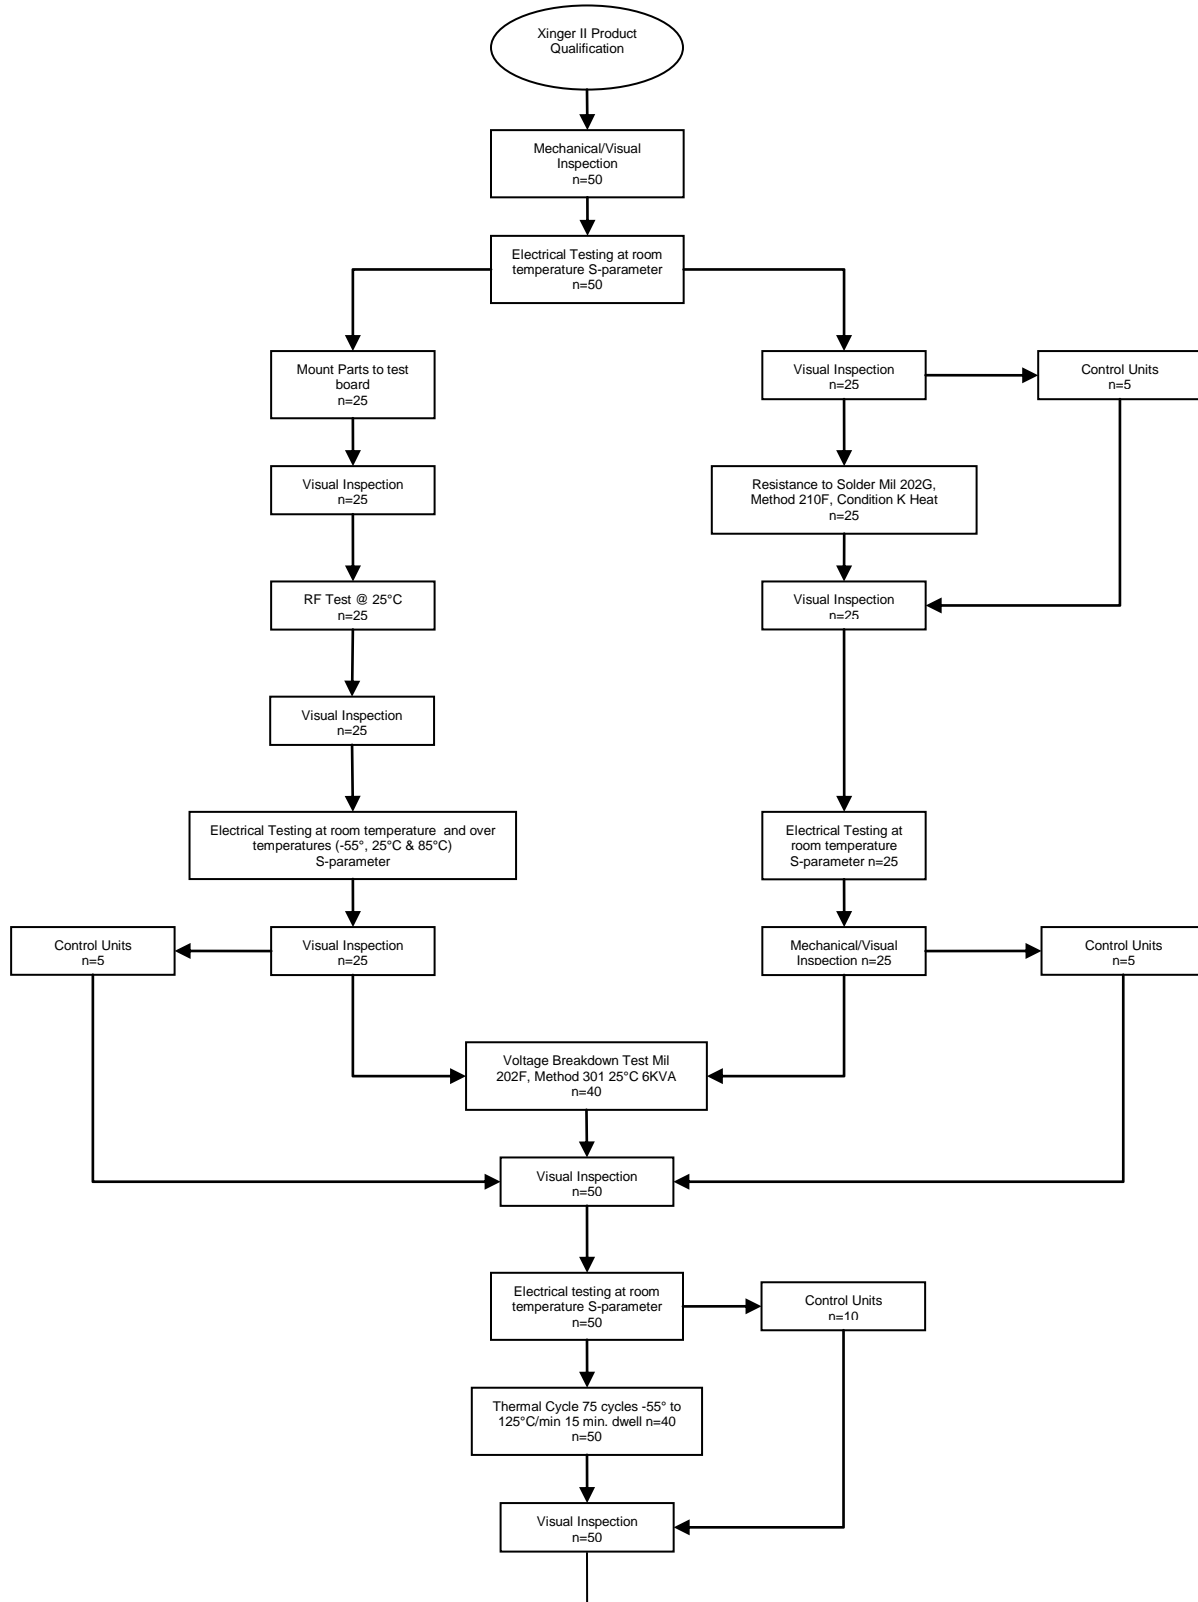 Xinger II Product
Qualification
Mechanical/Visual
Inspection
n=50
Electrical Testing at room
temperature S-parameter
n=50
Mount Parts to test
board
n=25
Visual Inspection
n=25
Control Units
n=5
Visual Inspection
n=25
Resistance to Solder Mil 202G,
Method 210F, Condition K Heat
n=25
RF Test @ 25°C
n=25
Visual Inspection
n=25
Visual Inspection
n=25
Electrical Testing at room temperature  and over
temperatures (-55°, 25°C & 85°C)
S-parameter
Electrical Testing at
room temperature
S-parameter n=25
Control Units
n=5
Visual Inspection
n=25
Mechanical/Visual
Inspection n=25
Control Units
n=5
Voltage Breakdown Test Mil
202F, Method 301 25°C 6KVA
n=40
Visual Inspection
n=50
Electrical testing at room
temperature S-parameter
n=50
Control Units
n=10
Thermal Cycle 75 cycles -55° to
125°C/min 15 min. dwell n=40
n=50
Visual Inspection
n=50